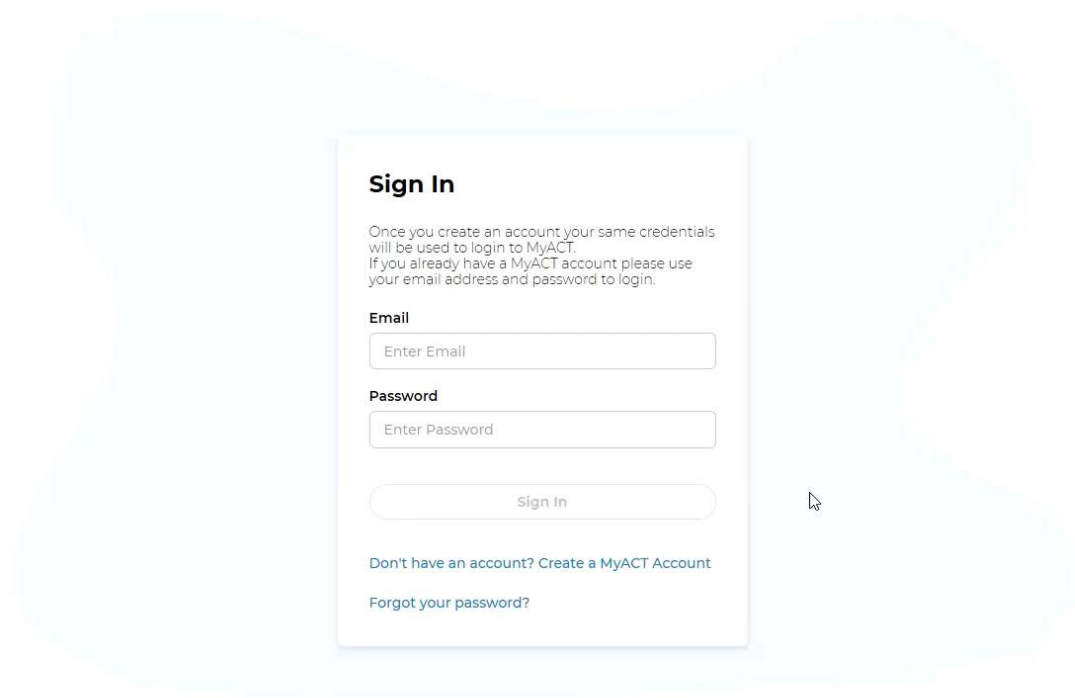 Sign In
Once you create an account your same credentials
will be used to login to MyACT.
If you already have a MyACT account please use
your email address and password to login.
Email
Enter Email
Password
Enter Password
Sign In
Don't have an account? Create a MyACT Account
Forgot your password?